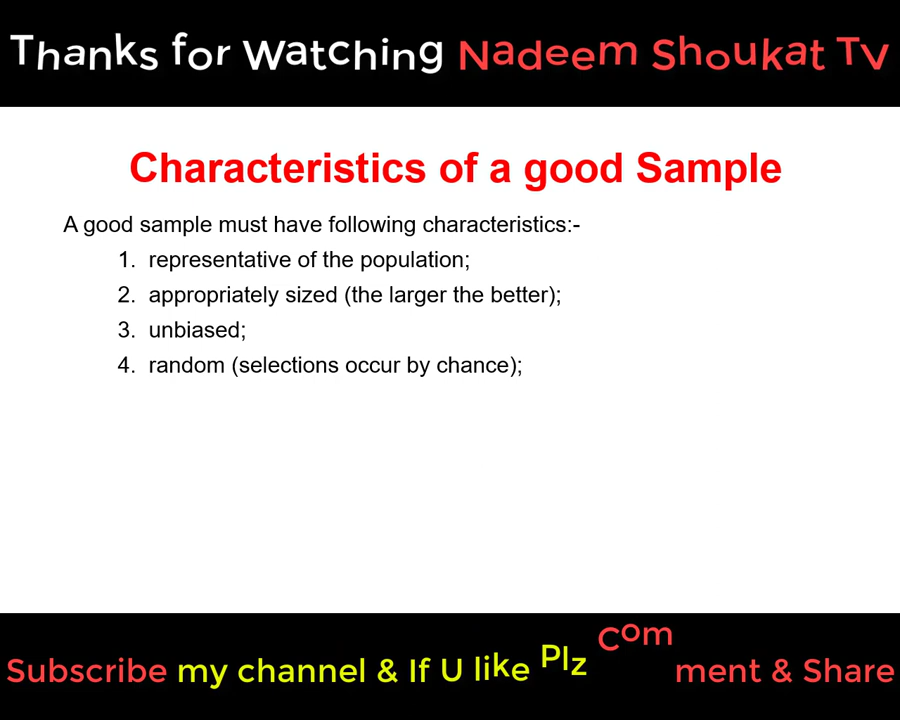 Thanks for Watching Nadeem Shoukat Tv
Characteristics of a good Sample
A good sample must have following characteristics:-
1. representative of the population;
2. appropriately sized (the larger the better);
3. unbiased;
4. random (selections occur by chance);
Subscribe my channel & If U like Plz Comment & Share